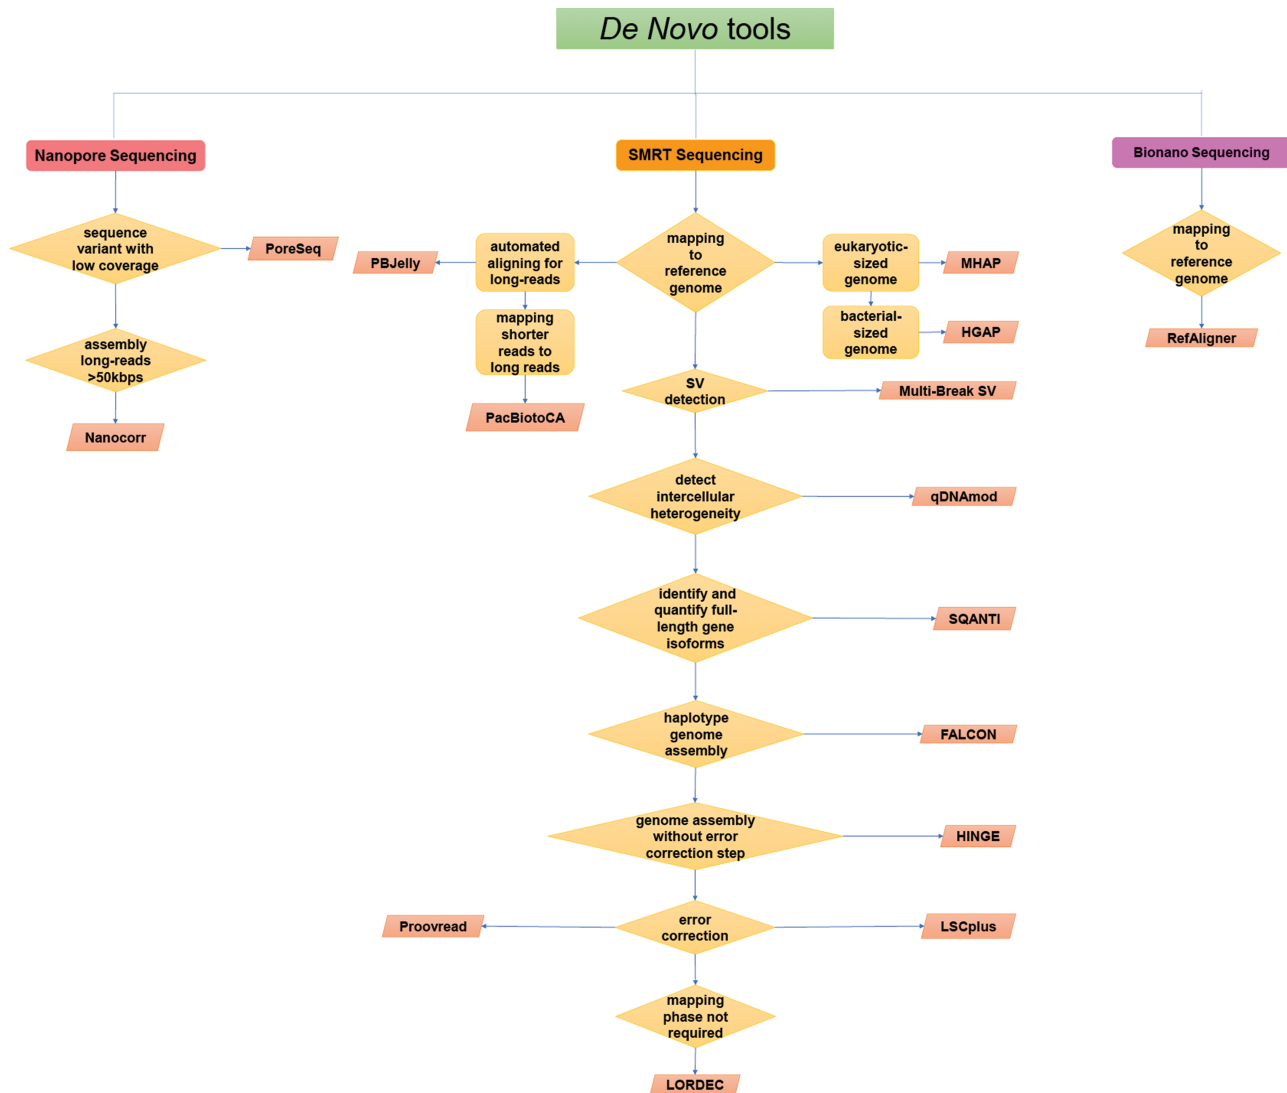 De Novo tools
Nanopore Sequencing
sequence
variant with
low coverage
PoreSeq
assembly
long-reads
>50kbps
Nanocorr
SMRT Sequencing
mapping
to
reference
genome
automated
aligning for
long-reads
PBJelly
mapping
shorter
reads to
long reads
PacBiotoCA
eukaryotic-
sized
genome
MHAP
bacterial-
sized
genome
HGAP
SV
detection
Multi-Break SV
detect
intercellular
heterogeneity
qDNAmod
identify and
quantify full-
length gene
isoforms
SQANTI
haplotype
genome
assembly
FALCON
genome assembly
without error
correction step
HINGE
error
correction
Proovread
LSCplus
mapping
phase not
required
LORDEC
Bionano Sequencing
mapping
to
reference
genome
RefAligner